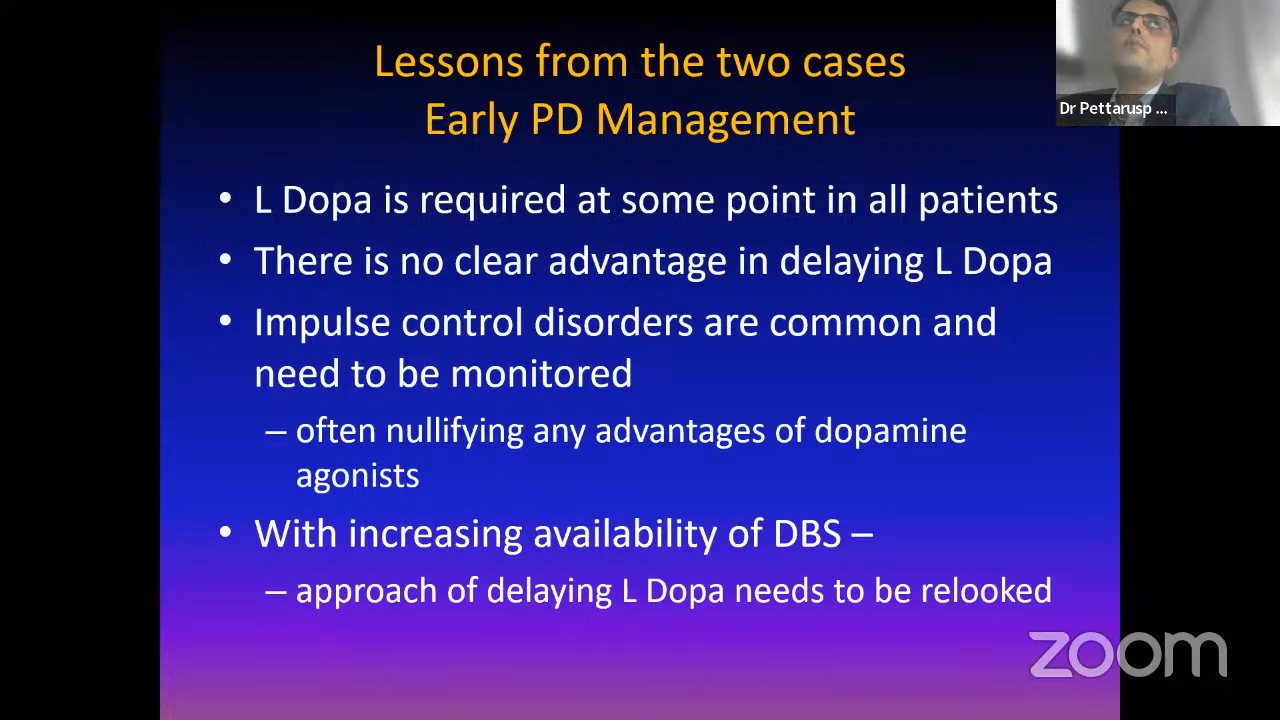 Lessons from the two cases
Early PD Management
Dr Pettarusp ...
• L Dopa is required at some point in all patients
• There is no clear advantage in delaying L Dopa
• Impulse control disorders are common and
need to be monitored
– often nullifying any advantages of dopamine
agonists
• With increasing availability of DBS –
– approach of delaying L Dopa needs to be relooked
zoom